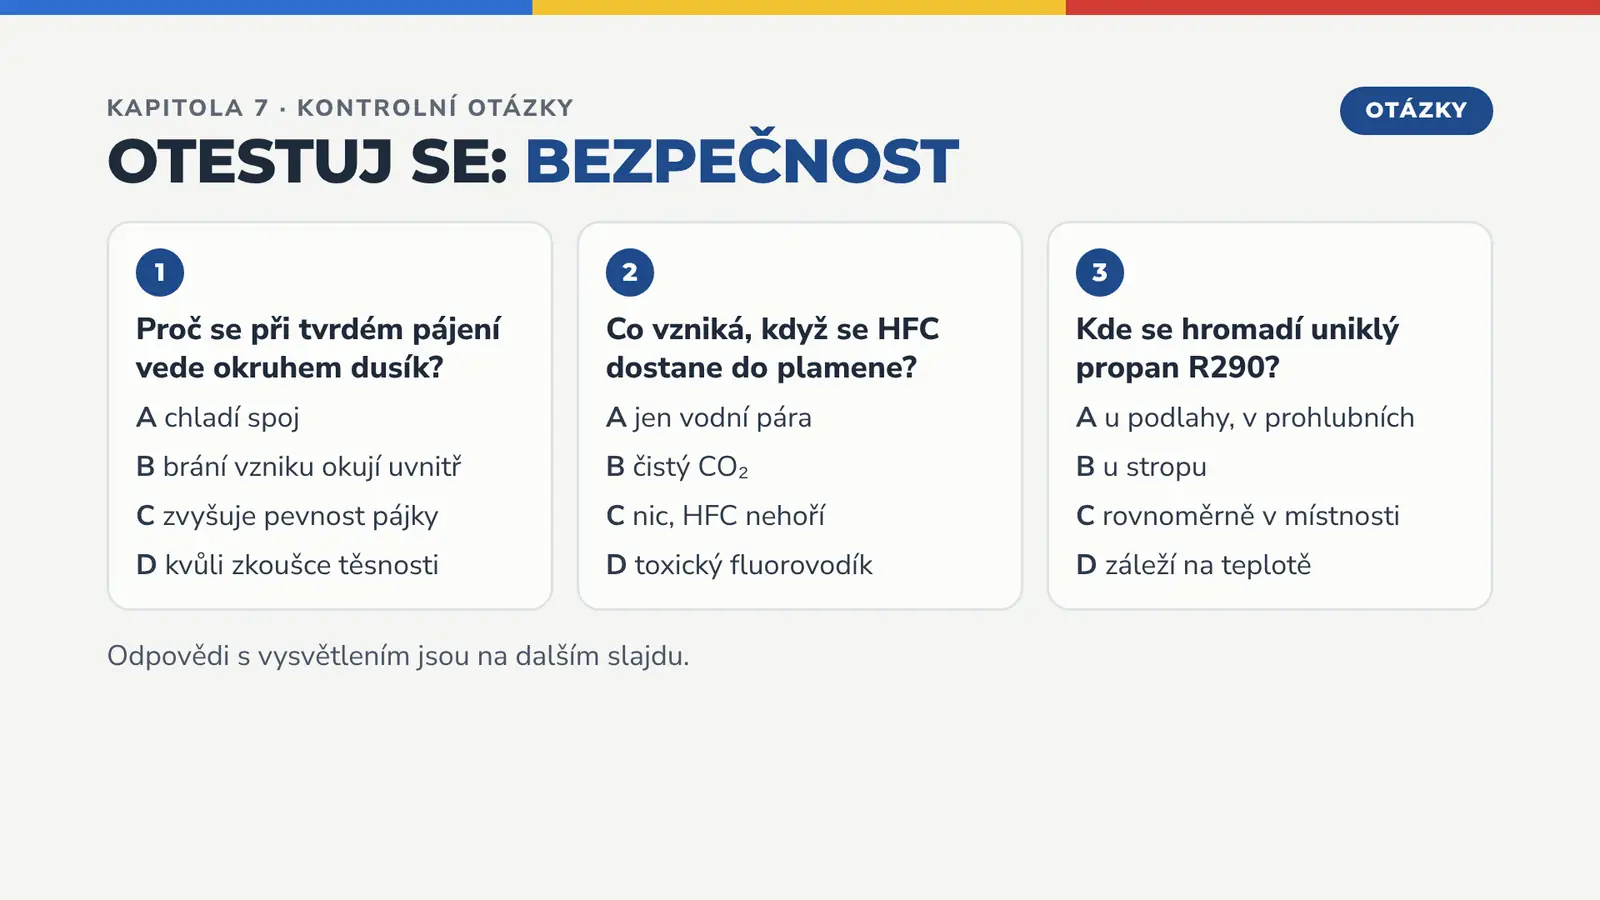 KAPITOLA 7 · KONTROLNÍ OTÁZKY
OTÁZKY
OTESTUJ SE: BEZPEČNOST
1
Proč se při tvrdém pájení
vede okruhem dusík?
A chladí spoj
B brání vzniku okují uvnitř
C zvyšuje pevnost pájky
D kvůli zkoušce těsnosti
2
Co vzniká, když se HFC
dostane do plamene?
A jen vodní pára
B čistý CO₂
C nic, HFC nehoří
D toxický fluorovodík
3
Kde se hromadí uniklý
propan R290?
A u podlahy, v prohlubních
B u stropu
C rovnoměrně v místnosti
D záleží na teplotě
Odpovědi s vysvětlením jsou na dalším slajdu.